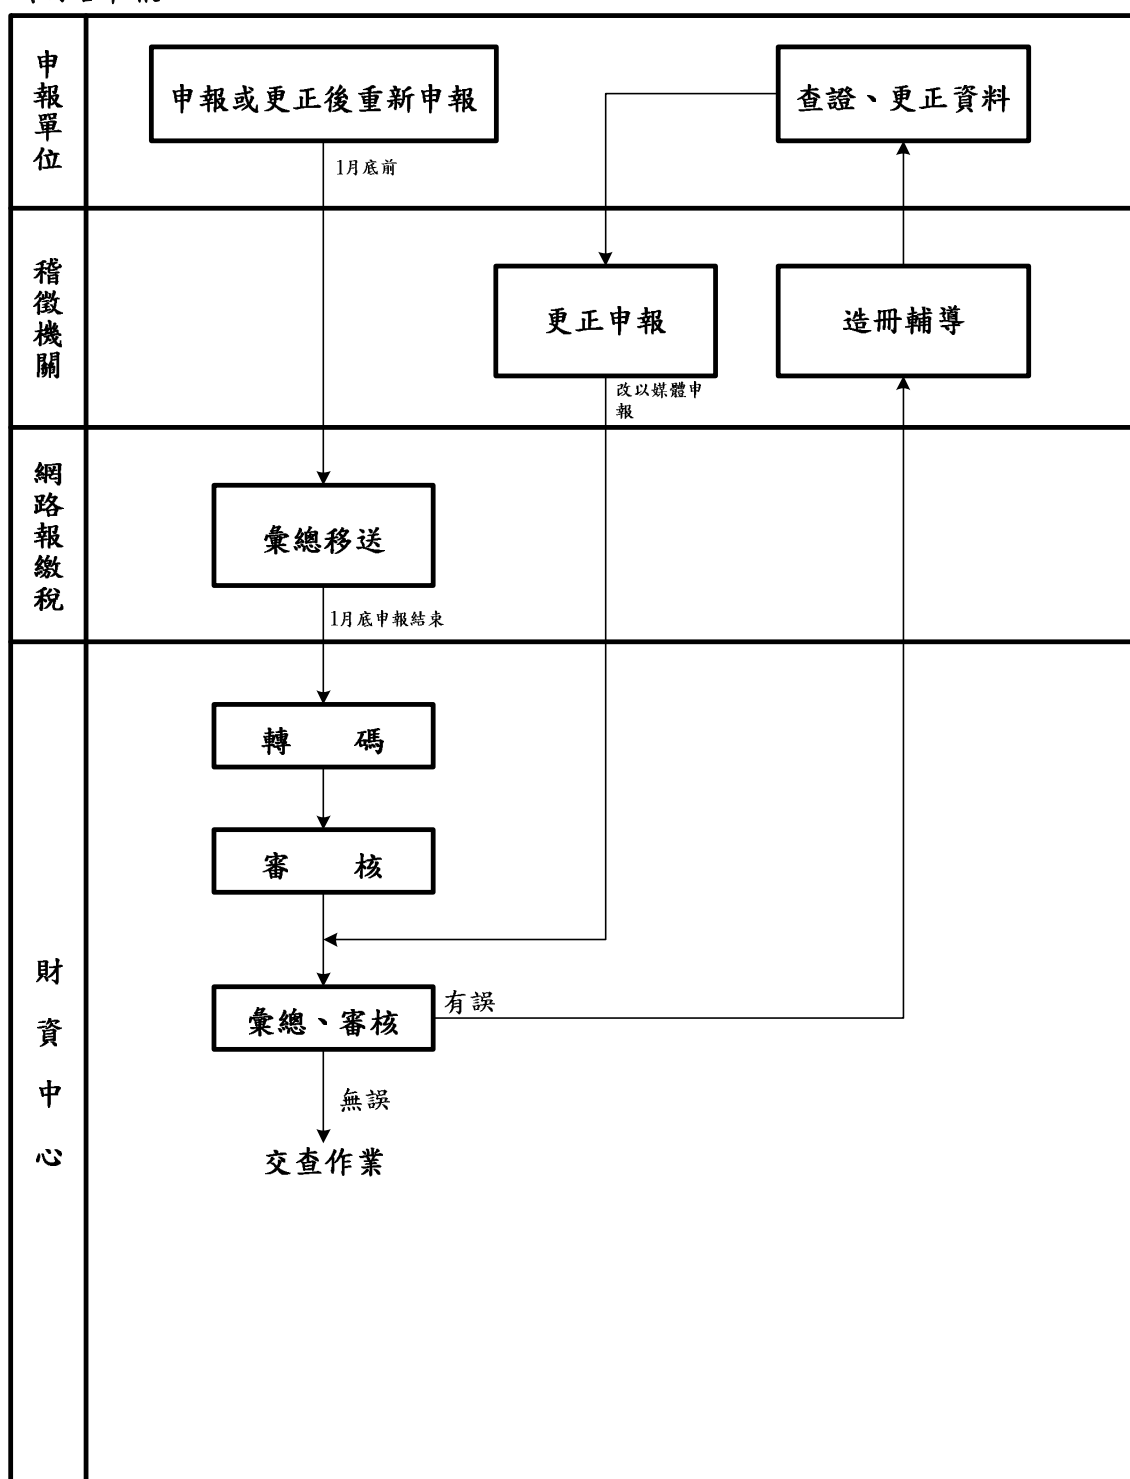 申報單位
申報或更正後重新申報
查證、更正資料
1月底前
稽徵機關
更正申報
造冊輔導
改以媒體申
報
網路報繳稅
彙總移送
1月底申報結束
財資中心
轉 碼
審 核
彙總、審核
有誤
無誤
交查作業